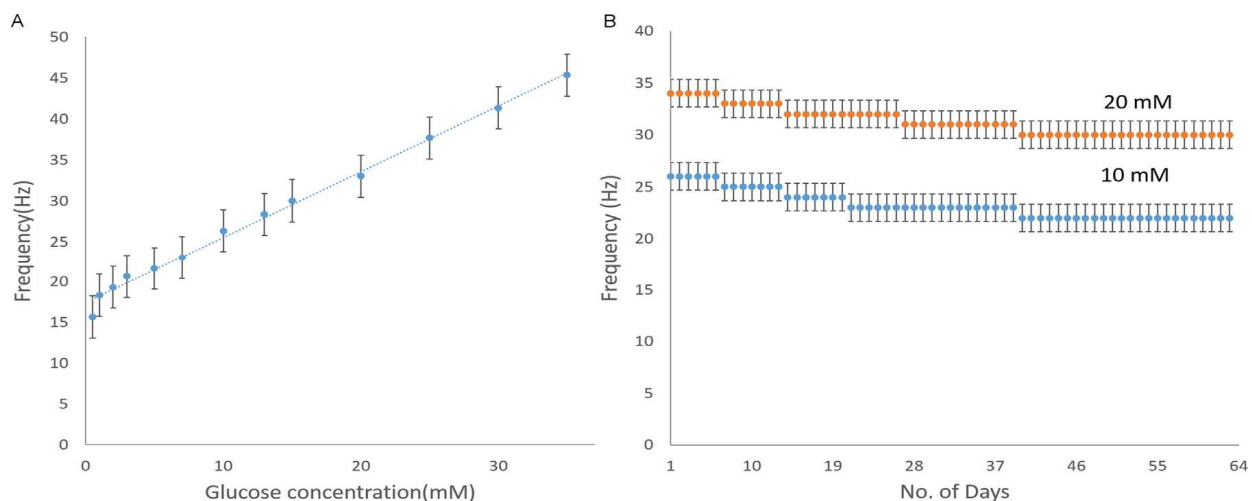 A
50
45
40
35
30
25
20
15
10
5
0
Frequency(Hz)
0 10 20 30
Glucose concentration(mM)
B
40
35
30
25
20
15
10
5
0
Frequency (Hz)
20 mM
10 mM
1 10 19 28 37 46 55 64
No. of Days